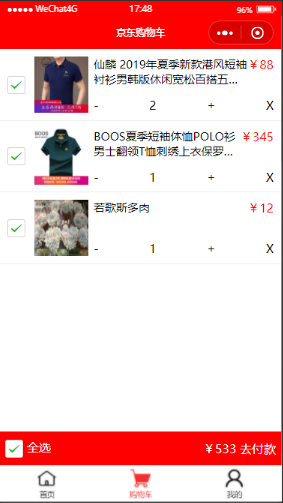 WeChat4G
17:48
96%
京东购物车
仙麟 2019年夏季新款港风短袖
衬衫男韩版休闲宽松百搭五...
￥88
- 2 + X
BOOS夏季短袖体恤POLO衫
男士翻领T恤刺绣上衣保罗...
￥345
- 1 + X
若歌斯多肉
￥12
- 1 + X
全选
￥533 去付款
首页
购物车
我的